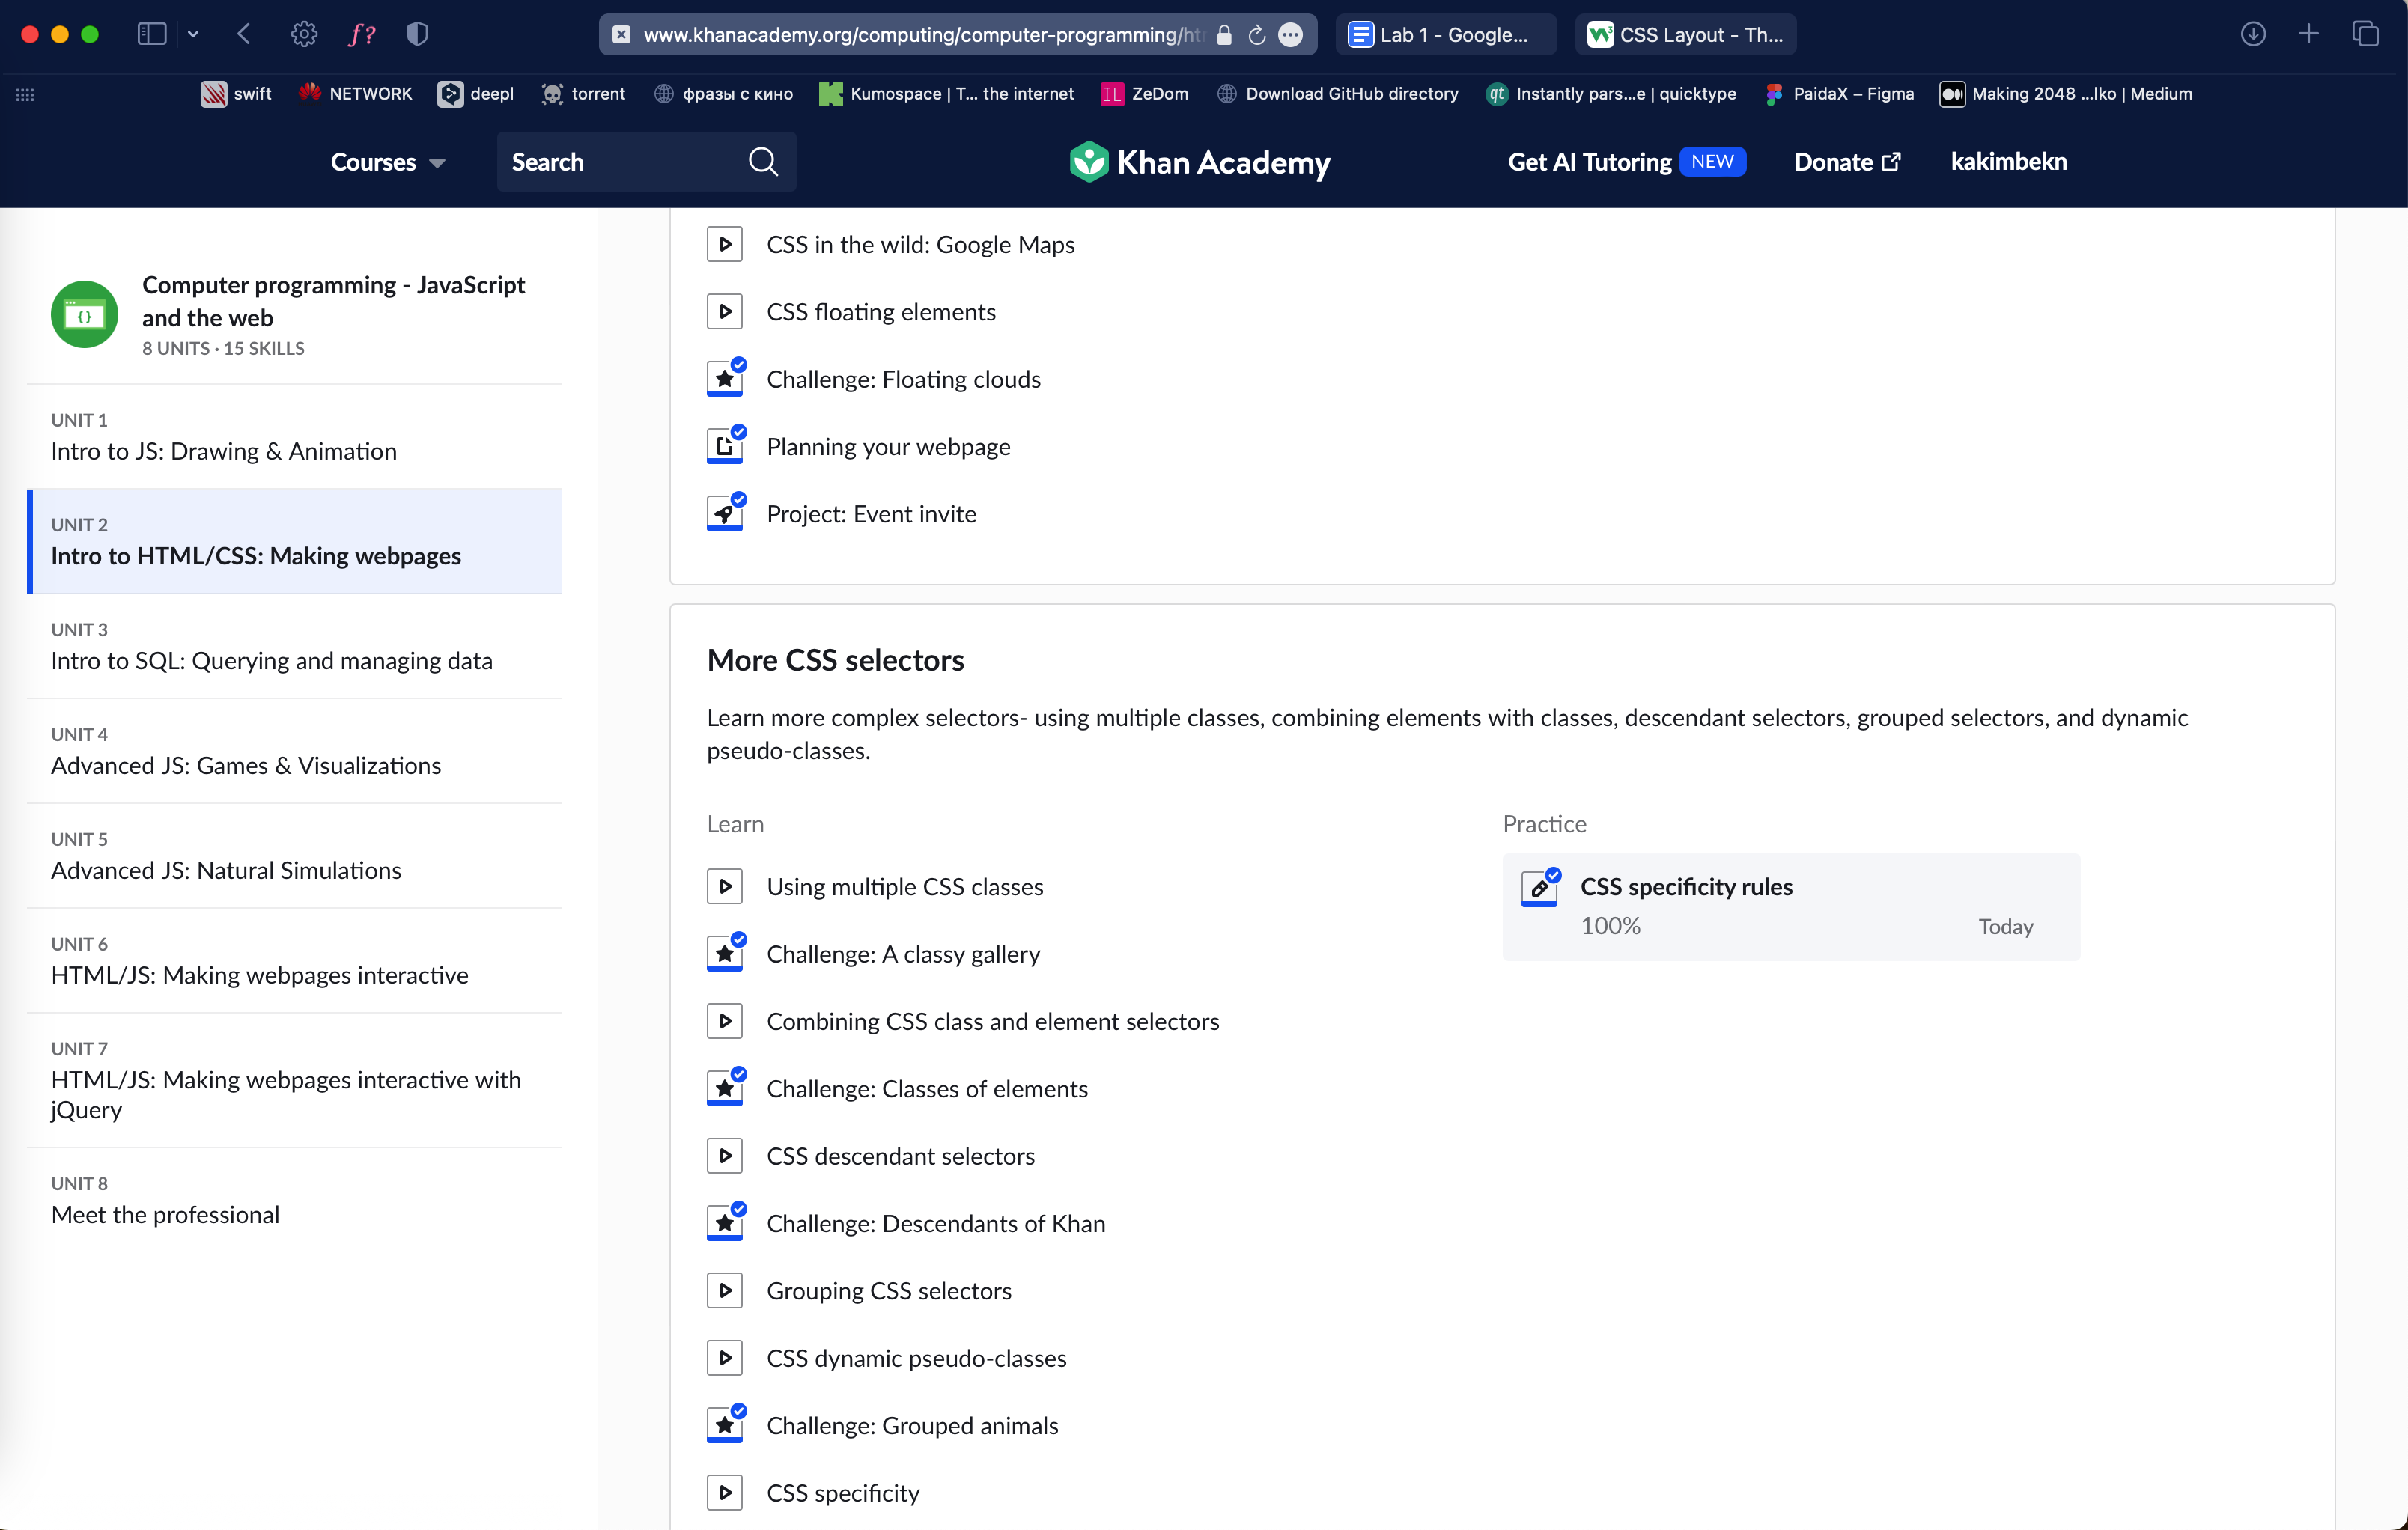 www.khanacademy.org/computing/computer-programming/ht
Lab 1 - Google...
CSS Layout - Th...
swift
NETWORK
deepl
torrent
фразы с кино
Kumospace | T... the internet
IL ZeDom
Download GitHub directory
qt Instantly pars...e | quicktype
PaidaX – Figma
Making 2048 ...lko | Medium
Courses
Search
Khan Academy
Get AI Tutoring NEW
Donate
kakimbekn
Computer programming - JavaScript
and the web
8 UNITS · 15 SKILLS
UNIT 1
Intro to JS: Drawing & Animation
UNIT 2
Intro to HTML/CSS: Making webpages
UNIT 3
Intro to SQL: Querying and managing data
UNIT 4
Advanced JS: Games & Visualizations
UNIT 5
Advanced JS: Natural Simulations
UNIT 6
HTML/JS: Making webpages interactive
UNIT 7
HTML/JS: Making webpages interactive with
jQuery
UNIT 8
Meet the professional
CSS in the wild: Google Maps
CSS floating elements
Challenge: Floating clouds
Planning your webpage
Project: Event invite
More CSS selectors
Learn more complex selectors- using multiple classes, combining elements with classes, descendant selectors, grouped selectors, and dynamic
pseudo-classes.
Learn
Using multiple CSS classes
Challenge: A classy gallery
Combining CSS class and element selectors
Challenge: Classes of elements
CSS descendant selectors
Challenge: Descendants of Khan
Grouping CSS selectors
CSS dynamic pseudo-classes
Challenge: Grouped animals
CSS specificity
Practice
CSS specificity rules
100%
Today